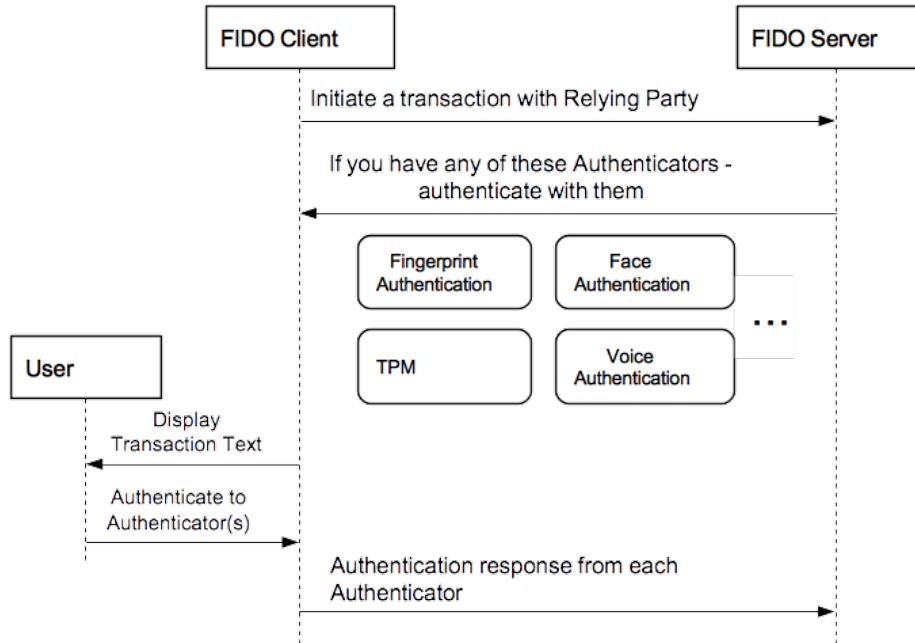 FIDO Client
FIDO Server
Initiate a transaction with Relying Party
If you have any of these Authenticators -
authenticate with them
Fingerprint
Authentication
Face
Authentication
...
TPM
Voice
Authentication
User
Display
Transaction Text
Authenticate to
Authenticator(s)
Authentication response from each
Authenticator